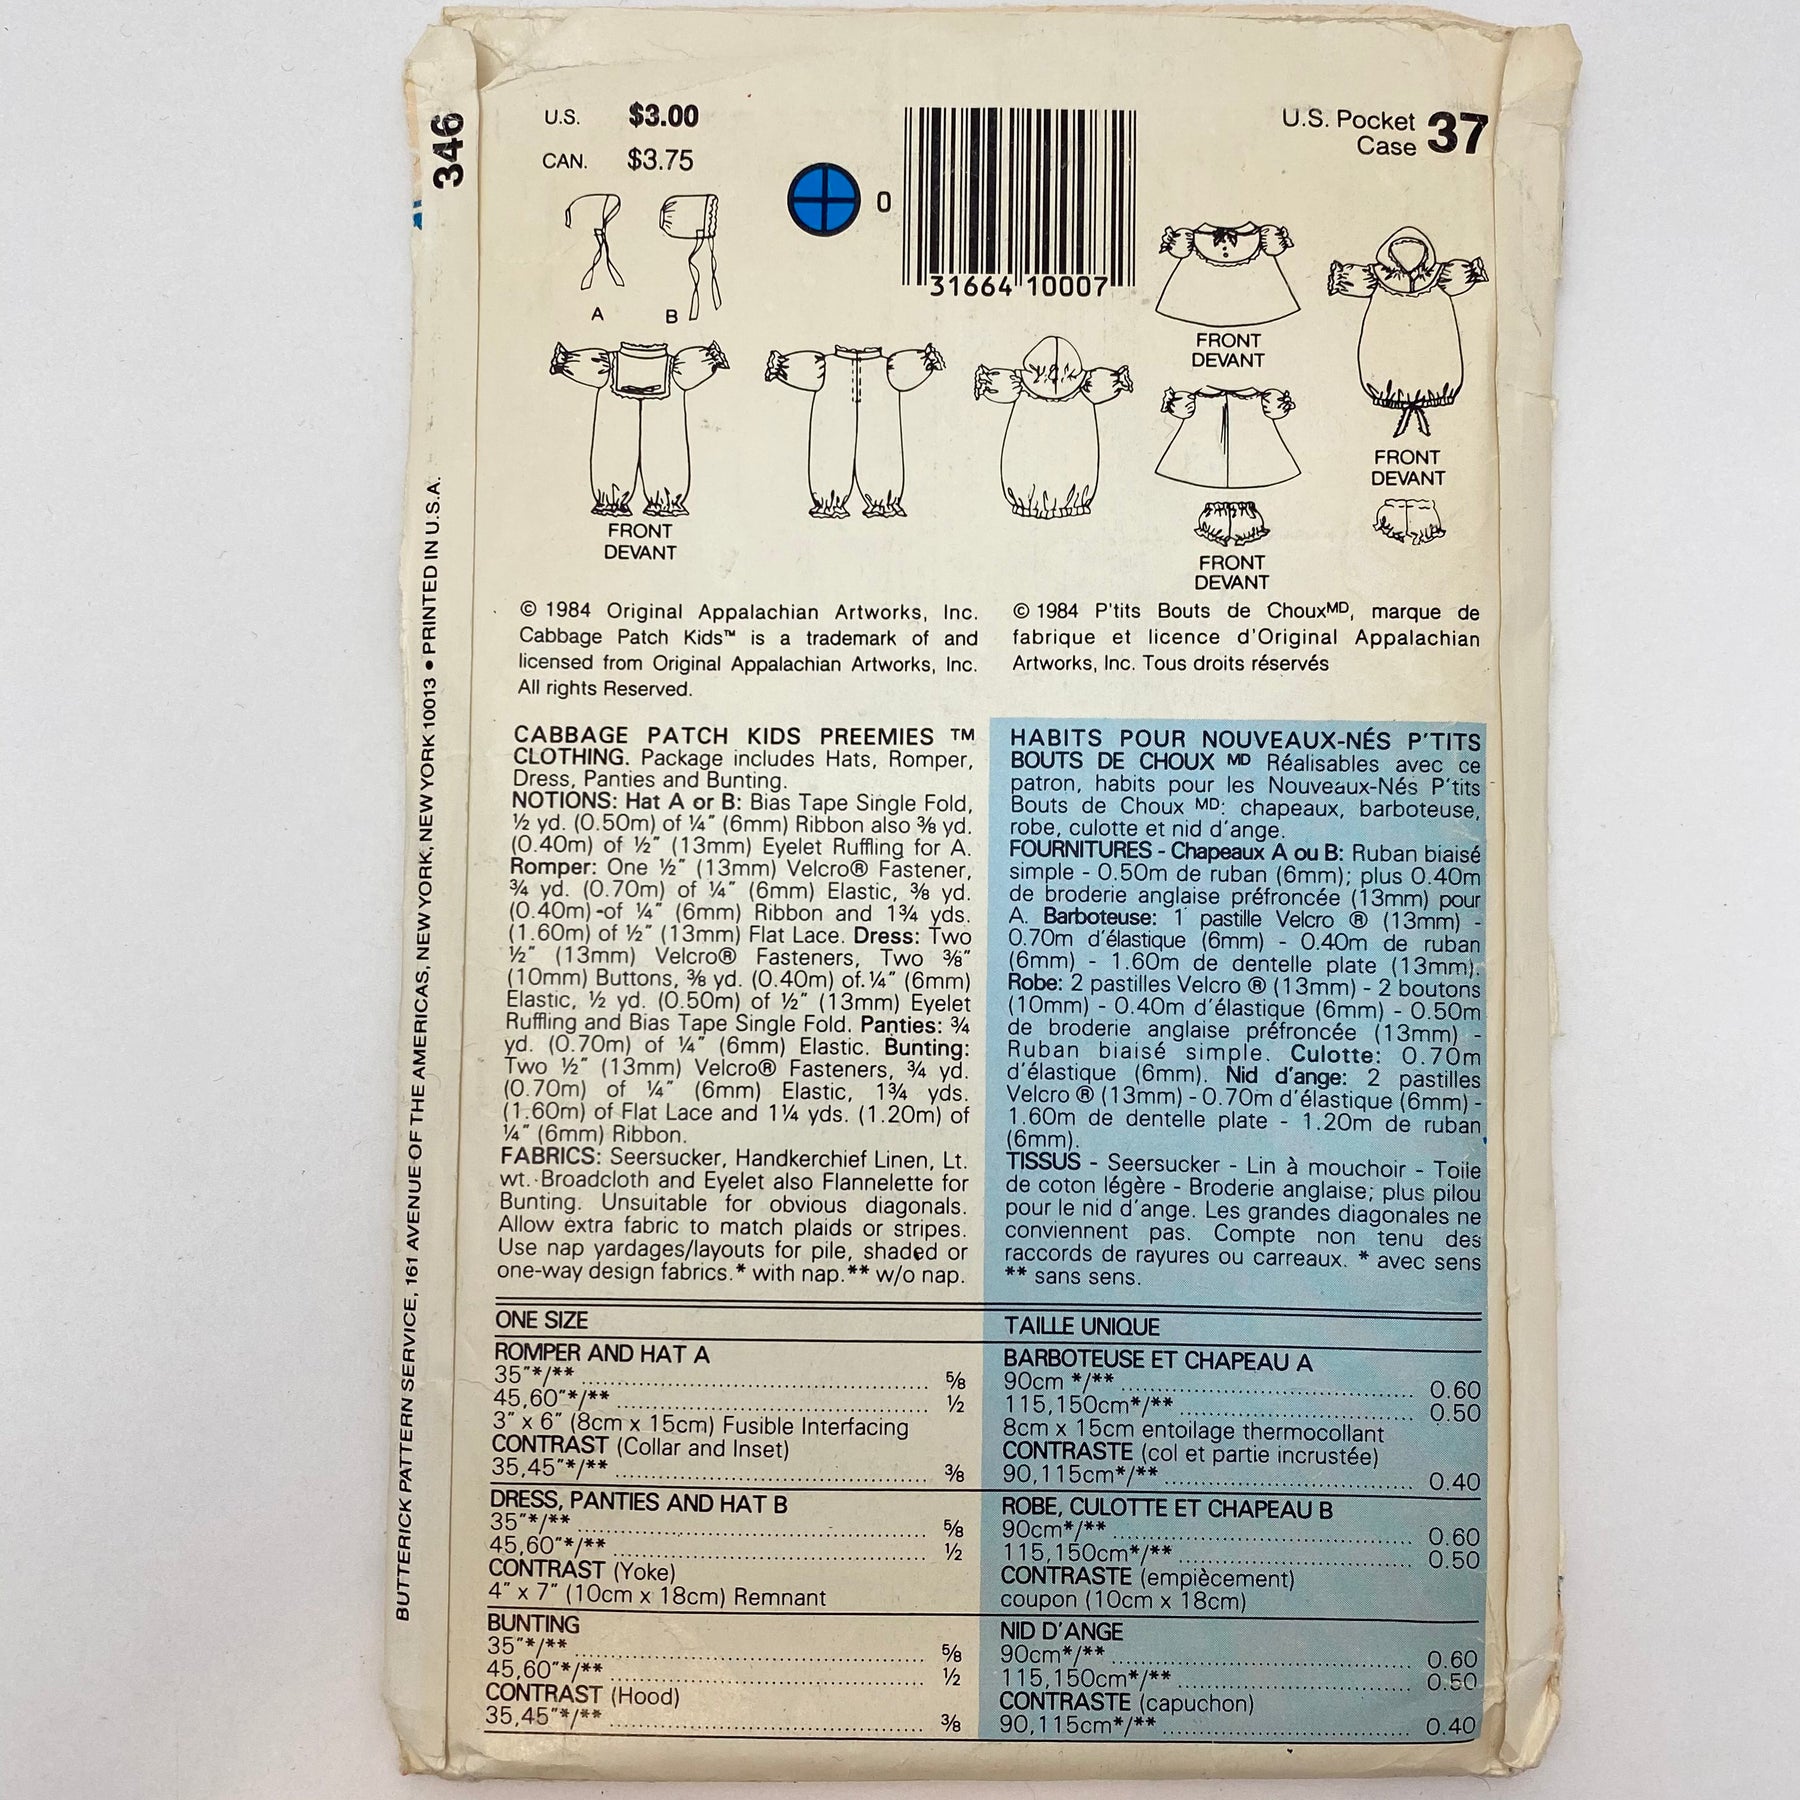 346
BUTTERICK PATTERN SERVICE, 161 AVENUE OF THE AMERICAS, NEW YORK, NEW YORK 10013 • PRINTED IN U.S.A.
U.S. $3.00
CAN. $3.75
0
31664 10007
U.S. Pocket
Case 37
A
B
FRONT
DEVANT
FRONT
DEVANT
FRONT
DEVANT
FRONT
DEVANT
© 1984 Original Appalachian Artworks, Inc.
Cabbage Patch Kids™ is a trademark of and
licensed from Original Appalachian Artworks, Inc.
All rights Reserved.
© 1984 P'tits Bouts de Choux MD, marque de
fabrique et licence d'Original Appalachian
Artworks, Inc. Tous droits réservés
CABBAGE PATCH KIDS PREEMIES ™
CLOTHING. Package includes Hats, Romper,
Dress, Panties and Bunting.
NOTIONS: Hat A or B: Bias Tape Single Fold,
½ yd. (0.50m) of ¼" (6mm) Ribbon also ⅜ yd.
(0.40m) of ½" (13mm) Eyelet Ruffling for A.
Romper: One ½" (13mm) Velcro® Fastener,
¾ yd. (0.70m) of ¼" (6mm) Elastic, ⅜ yd.
(0.40m) of ¼" (6mm) Ribbon and 1¾ yds.
(1.60m) of ½" (13mm) Flat Lace. Dress: Two
½" (13mm) Velcro® Fasteners, Two ⅜"
(10mm) Buttons, ⅜ yd. (0.40m) of ¼" (6mm)
Elastic, ½ yd. (0.50m) of ½" (13mm) Eyelet
Ruffling and Bias Tape Single Fold. Panties: ¾
yd. (0.70m) of ¼" (6mm) Elastic. Bunting:
Two ½" (13mm) Velcro® Fasteners, ¾ yd.
(0.70m) of ¼" (6mm) Elastic, 1¾ yds.
(1.60m) of Flat Lace and 1¼ yds. (1.20m) of
¼" (6mm) Ribbon.
FABRICS: Seersucker, Handkerchief Linen, Lt.
wt. Broadcloth and Eyelet also Flannelette for
Bunting. Unsuitable for obvious diagonals.
Allow extra fabric to match plaids or stripes.
Use nap yardages/layouts for pile, shaded or
one-way design fabrics.* with nap.** w/o nap.
HABITS POUR NOUVEAUX-NÉS P'TITS
BOUTS DE CHOUX MD Réalisables avec ce
patron, habits pour les Nouveaux-Nés P'tits
Bouts de Choux MD: chapeaux, barboteuse,
robe, culotte et nid d'ange.
FOURNITURES - Chapeaux A ou B: Ruban biaisé
simple - 0.50m de ruban (6mm); plus 0.40m
de broderie anglaise préfroncée (13mm) pour
A. Barboteuse: 1 pastille Velcro ® (13mm) -
0.70m d'élastique (6mm) - 0.40m de ruban
(6mm) - 1.60m de dentelle plate (13mm).
Robe: 2 pastilles Velcro ® (13mm) - 2 boutons
(10mm) - 0.40m d'élastique (6mm) - 0.50m
de broderie anglaise préfroncée (13mm) -
Ruban biaisé simple. Culotte: 0.70m
d'élastique (6mm). Nid d'ange: 2 pastilles
Velcro ® (13mm) - 0.70m d'élastique (6mm) -
1.60m de dentelle plate - 1.20m de ruban
(6mm).
TISSUS - Seersucker - Lin à mouchoir - Toile
de coton légère - Broderie anglaise; plus pilou
pour le nid d'ange. Les grandes diagonales ne
conviennent pas. Compte non tenu des
raccords de rayures ou carreaux. * avec sens
** sans sens.
ONE SIZE
ROMPER AND HAT A
35"*/** ........ ⅝
45,60"*/** ........ ½
3" x 6" (8cm x 15cm) Fusible Interfacing
CONTRAST (Collar and Inset)
35,45"*/** ........ ⅜
DRESS, PANTIES AND HAT B
35"*/** ........ ⅝
45,60"*/** ........ ½
CONTRAST (Yoke)
4" x 7" (10cm x 18cm) Remnant
BUNTING
35"*/** ........ ⅝
45,60"*/** ........ ½
CONTRAST (Hood)
35,45"*/** ........ ⅜
TAILLE UNIQUE
BARBOTEUSE ET CHAPEAU A
90cm */** ........ 0.60
115,150cm*/** ........ 0.50
8cm x 15cm entoilage thermocollant
CONTRASTE (col et partie incrustée)
90,115cm*/** ........ 0.40
ROBE, CULOTTE ET CHAPEAU B
90cm*/** ........ 0.60
115,150cm*/** ........ 0.50
CONTRASTE (empiècement)
coupon (10cm x 18cm)
NID D'ANGE
90cm*/** ........ 0.60
115,150cm*/** ........ 0.50
CONTRASTE (capuchon)
90,115cm*/** ........ 0.40